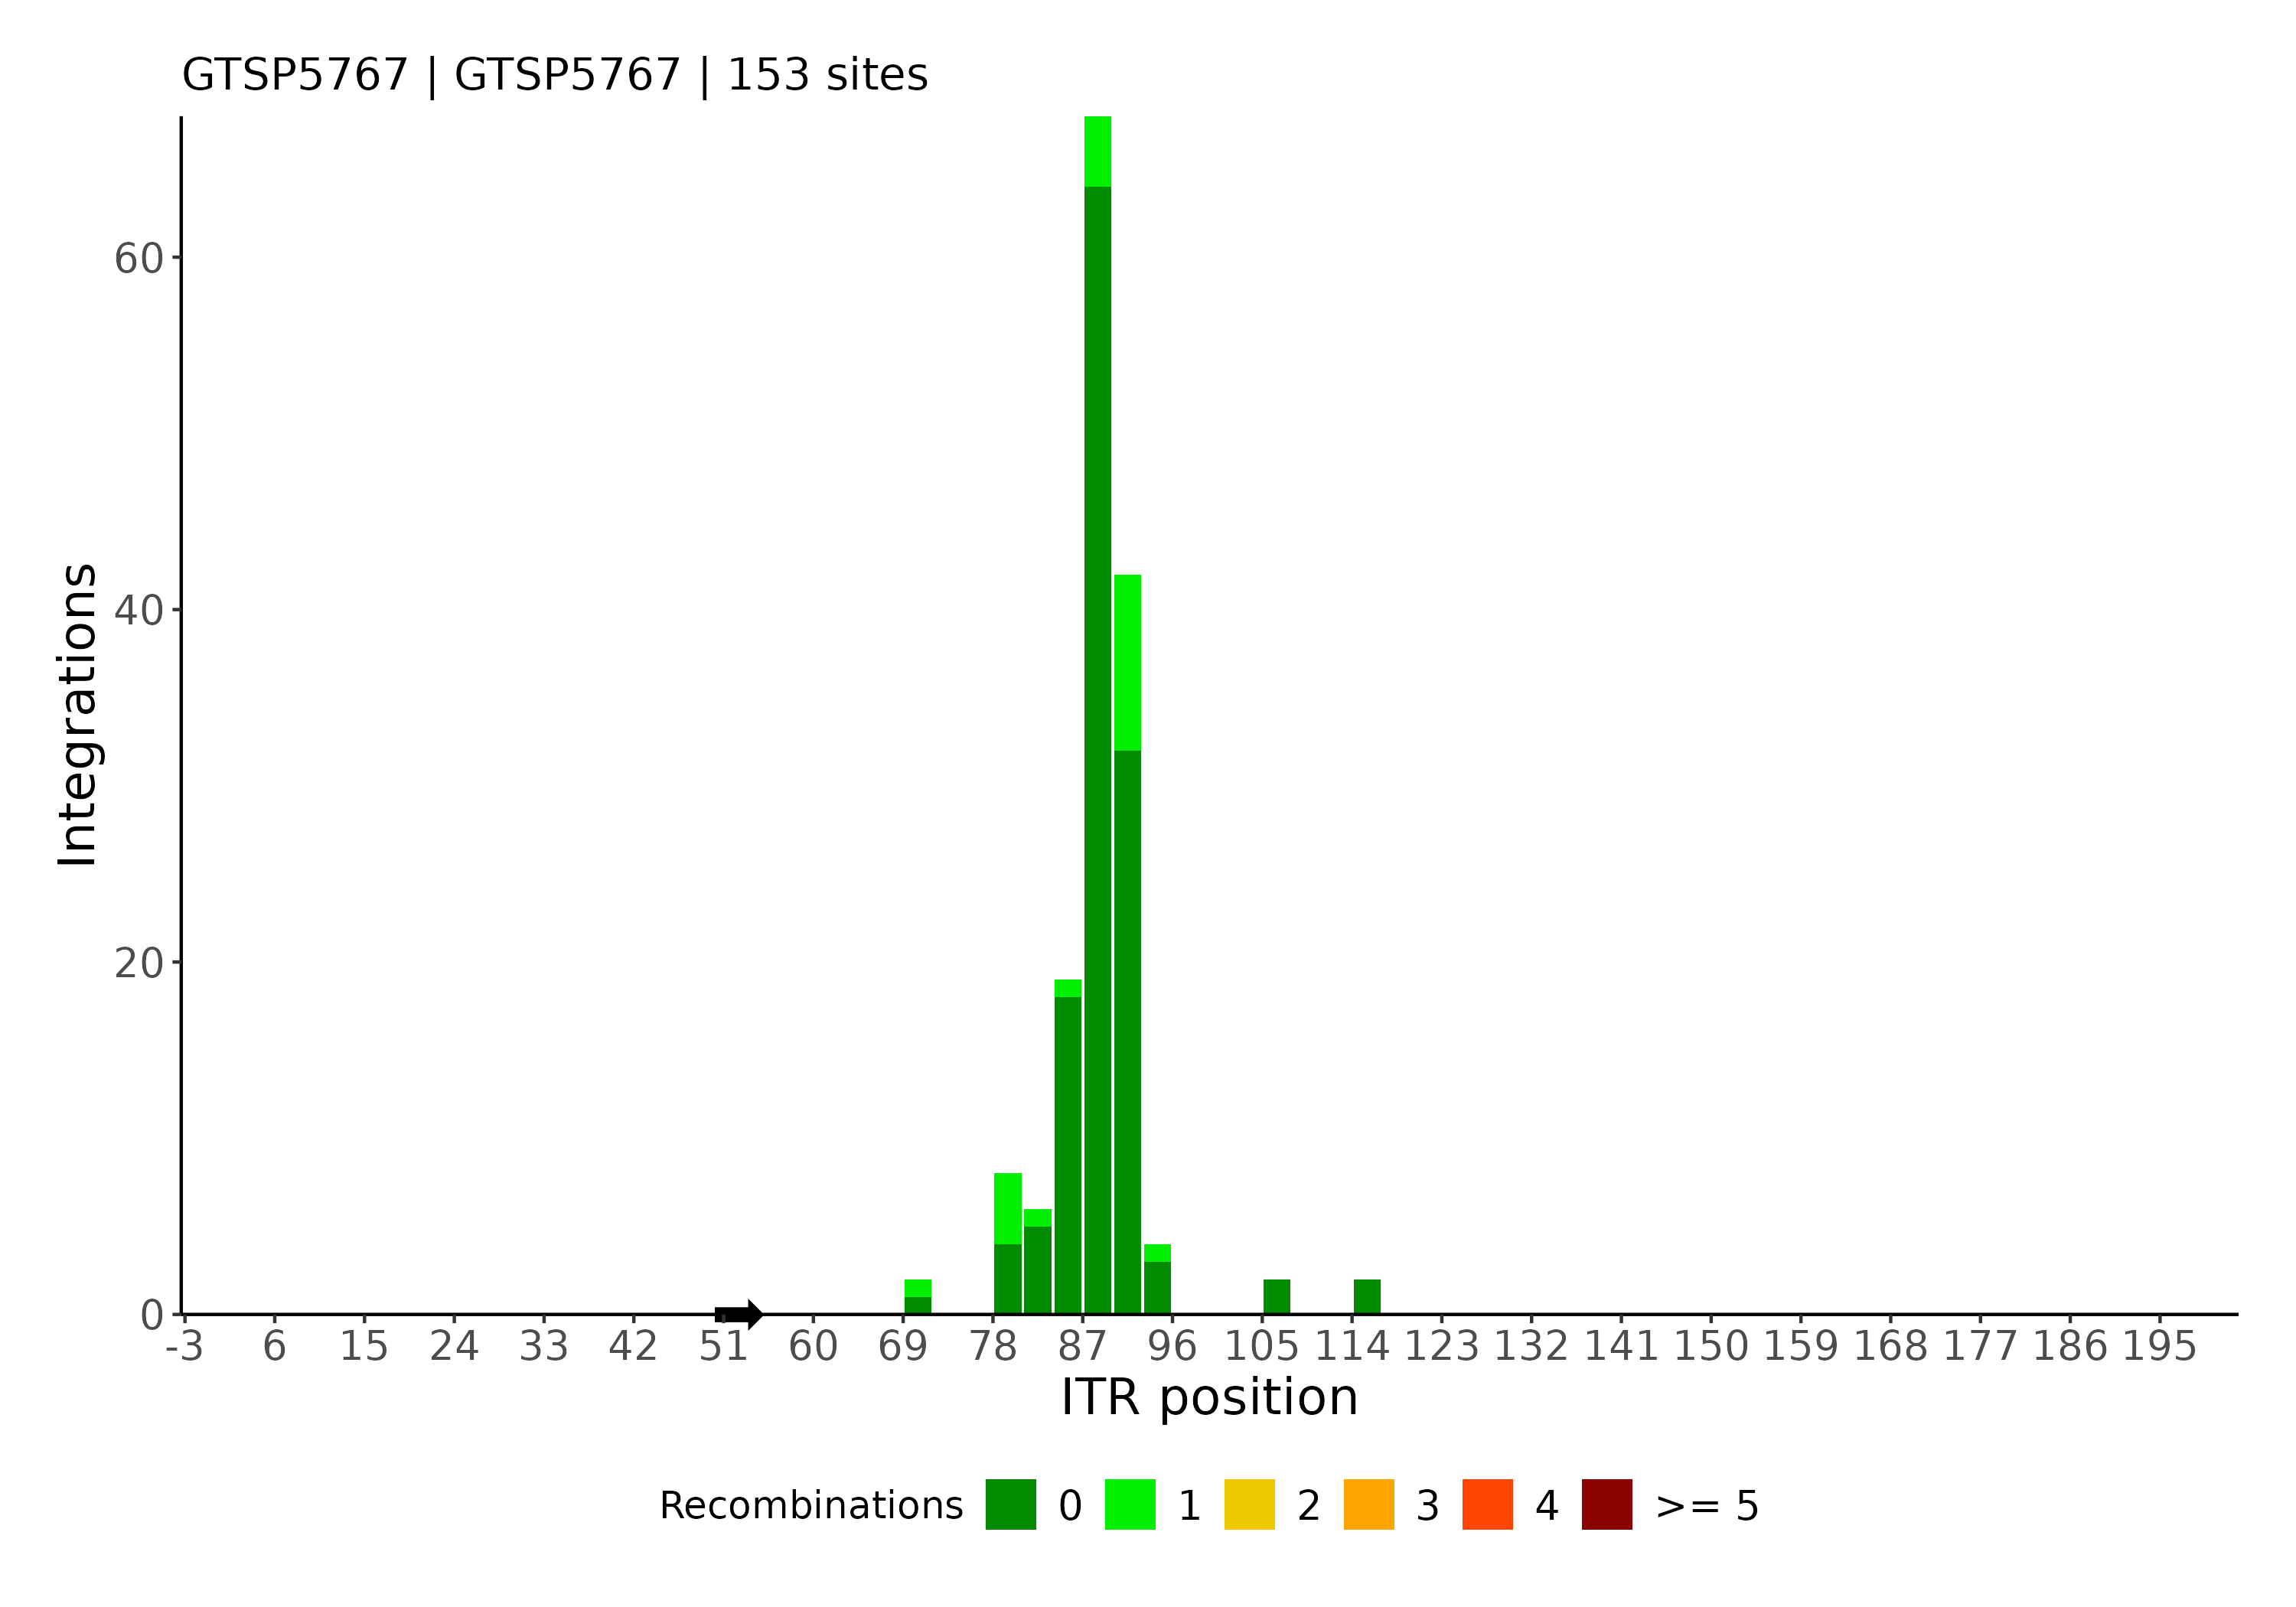 GTSP5767 | GTSP5767 | 153 sites
Integrations
60
40
20
0
-3 6 15 24 33 42 51 60 69 78 87 96 105 114 123 132 141 150 159 168 177 186 195
ITR position
Recombinations 0 1 2 3 4 >= 5